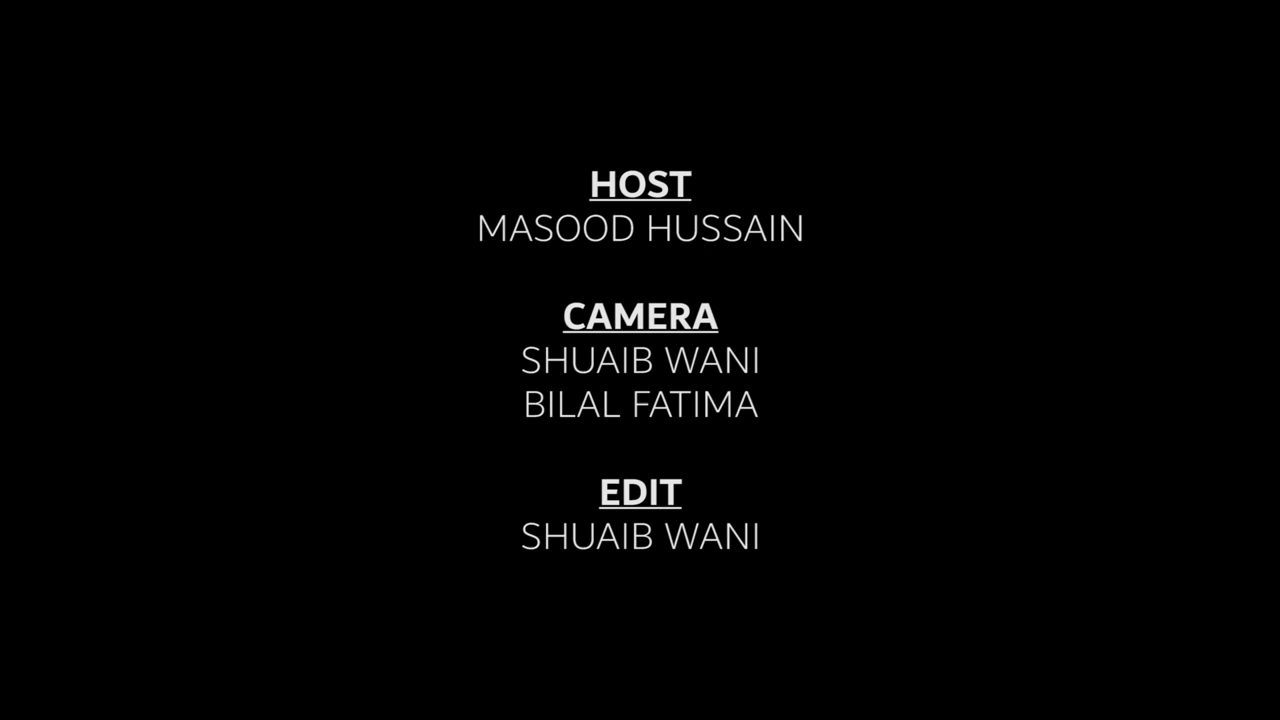 HOST
MASOOD HUSSAIN
CAMERA
SHUAIB WANI
BILAL FATIMA
EDIT
SHUAIB WANI